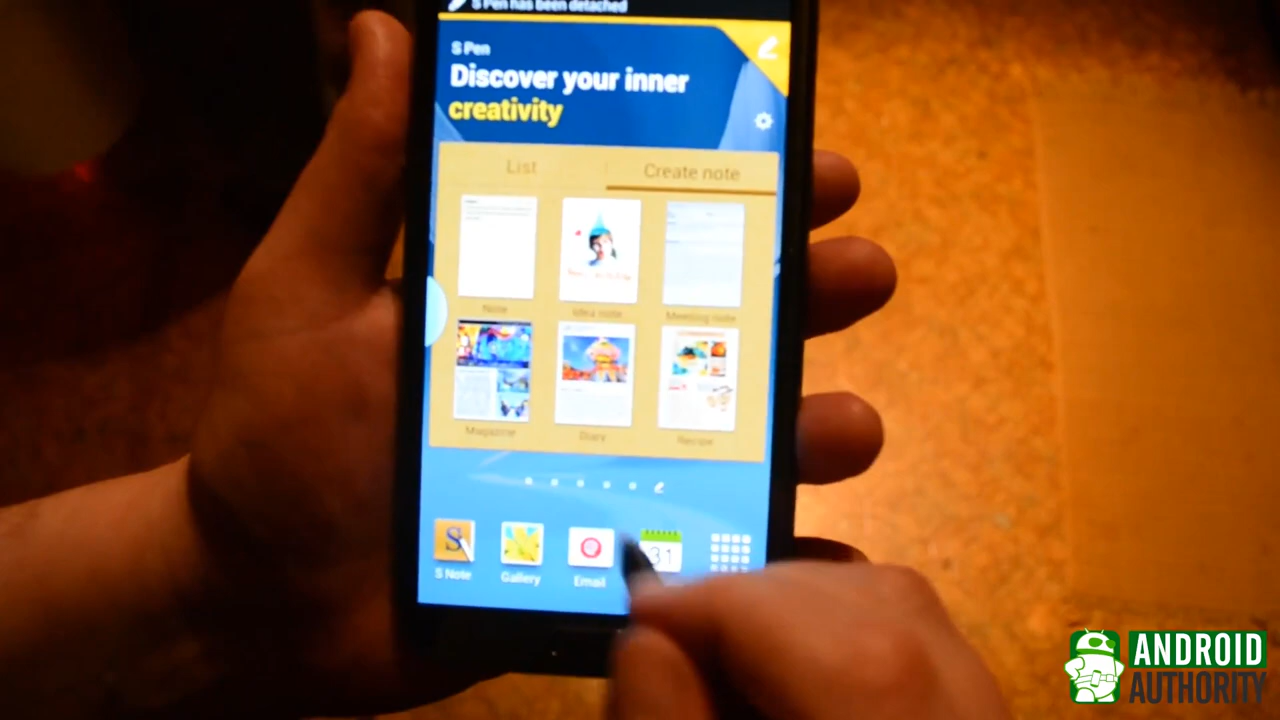 S Pen has been detached
S Pen
Discover your inner
creativity
List
Create note
Note
Idea note
Meeting note
Magazine
Diary
Recipe
31
S Note
Gallery
Email
ANDROID
AUTHORITY